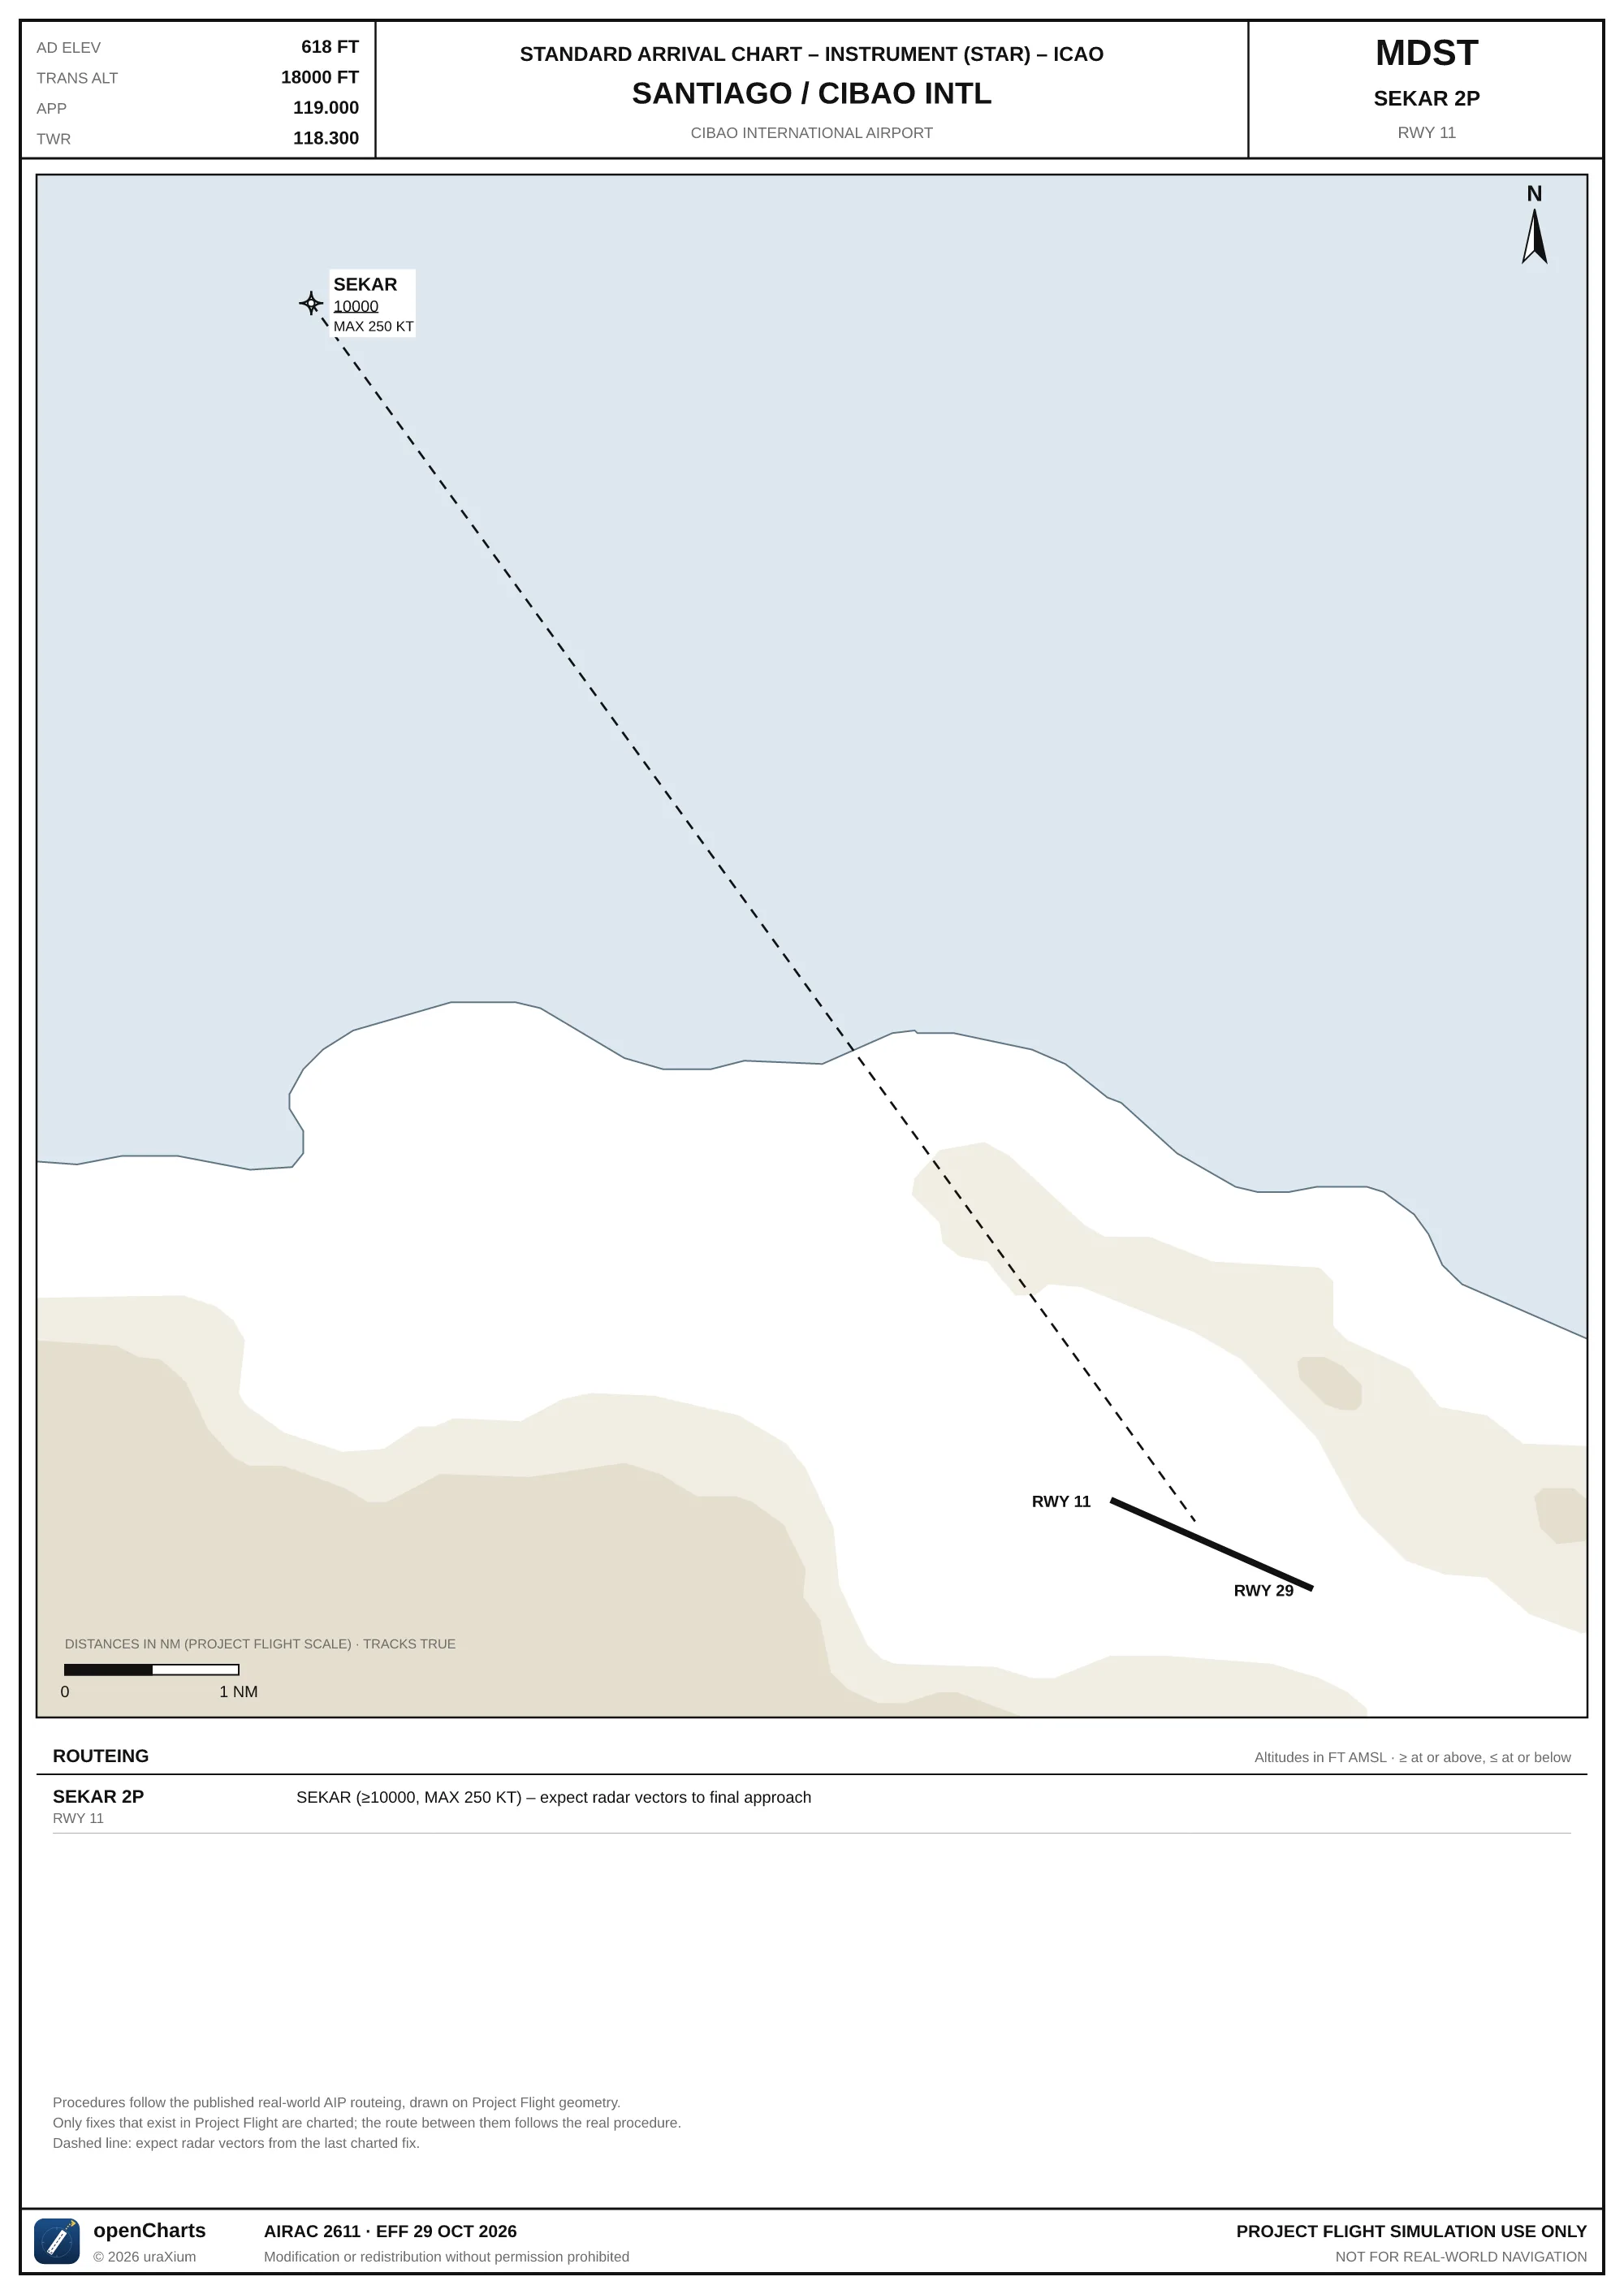 AD ELEV 618 FT
TRANS ALT 18000 FT
APP 119.000
TWR 118.300
STANDARD ARRIVAL CHART – INSTRUMENT (STAR) – ICAO
SANTIAGO / CIBAO INTL
CIBAO INTERNATIONAL AIRPORT
MDST
SEKAR 2P
RWY 11
N
SEKAR
10000
MAX 250 KT
RWY 11
RWY 29
DISTANCES IN NM (PROJECT FLIGHT SCALE) · TRACKS TRUE
0 1 NM
ROUTEING Altitudes in FT AMSL · ≥ at or above, ≤ at or below
SEKAR 2P SEKAR (≥10000, MAX 250 KT) – expect radar vectors to final approach
RWY 11
Procedures follow the published real-world AIP routeing, drawn on Project Flight geometry.
Only fixes that exist in Project Flight are charted; the route between them follows the real procedure.
Dashed line: expect radar vectors from the last charted fix.
openCharts AIRAC 2611 · EFF 29 OCT 2026 PROJECT FLIGHT SIMULATION USE ONLY
© 2026 uraXium Modification or redistribution without permission prohibited NOT FOR REAL-WORLD NAVIGATION